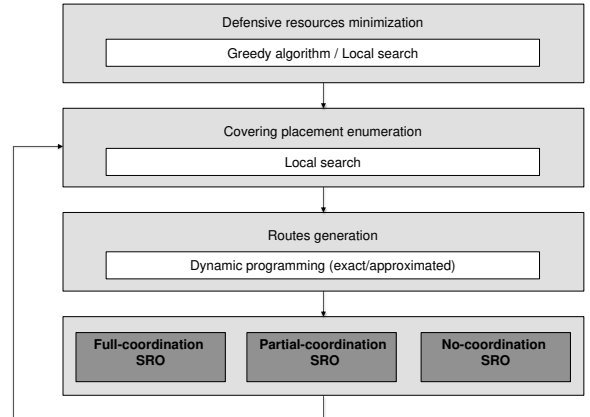 Defensive resources minimization
Greedy algorithm / Local search
Covering placement enumeration
Local search
Routes generation
Dynamic programming (exact/approximated)
Full-coordination
SRO
Partial-coordination
SRO
No-coordination
SRO